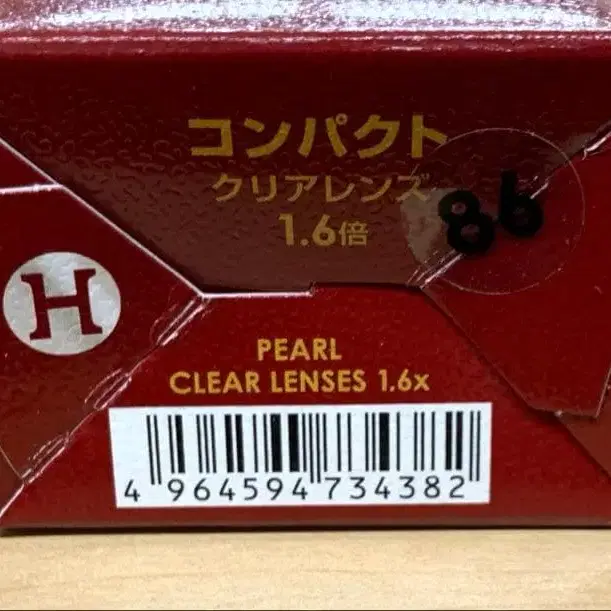 コンパクト
クリアレンズ
1.6倍
86
H
PEARL
CLEAR LENSES 1.6x
4 964594 734382